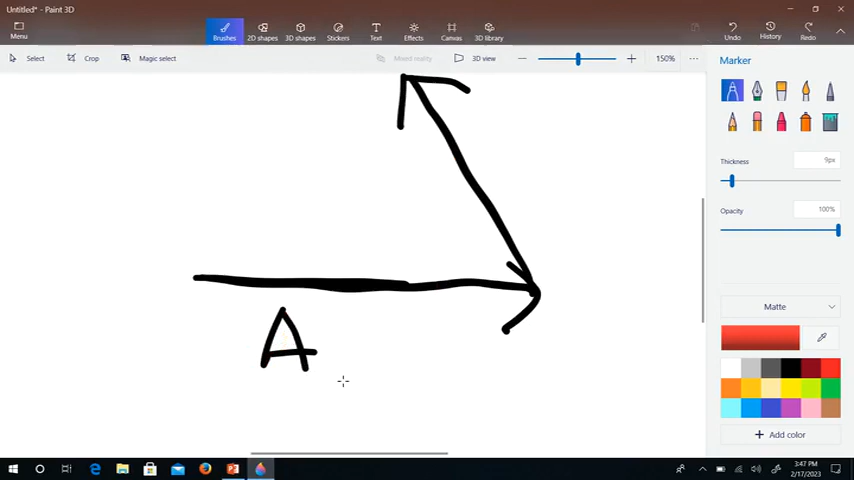 Untitled* - Paint 3D
Menu
Brushes
2D shapes
3D shapes
Stickers
Text
Effects
Canvas
3D library
Undo
History
Redo
Select
Crop
Magic select
Mixed reality
3D view
150%
Marker
Thickness
9px
Opacity
100%
Matte
Add color
A
3:47 PM
2/17/2023